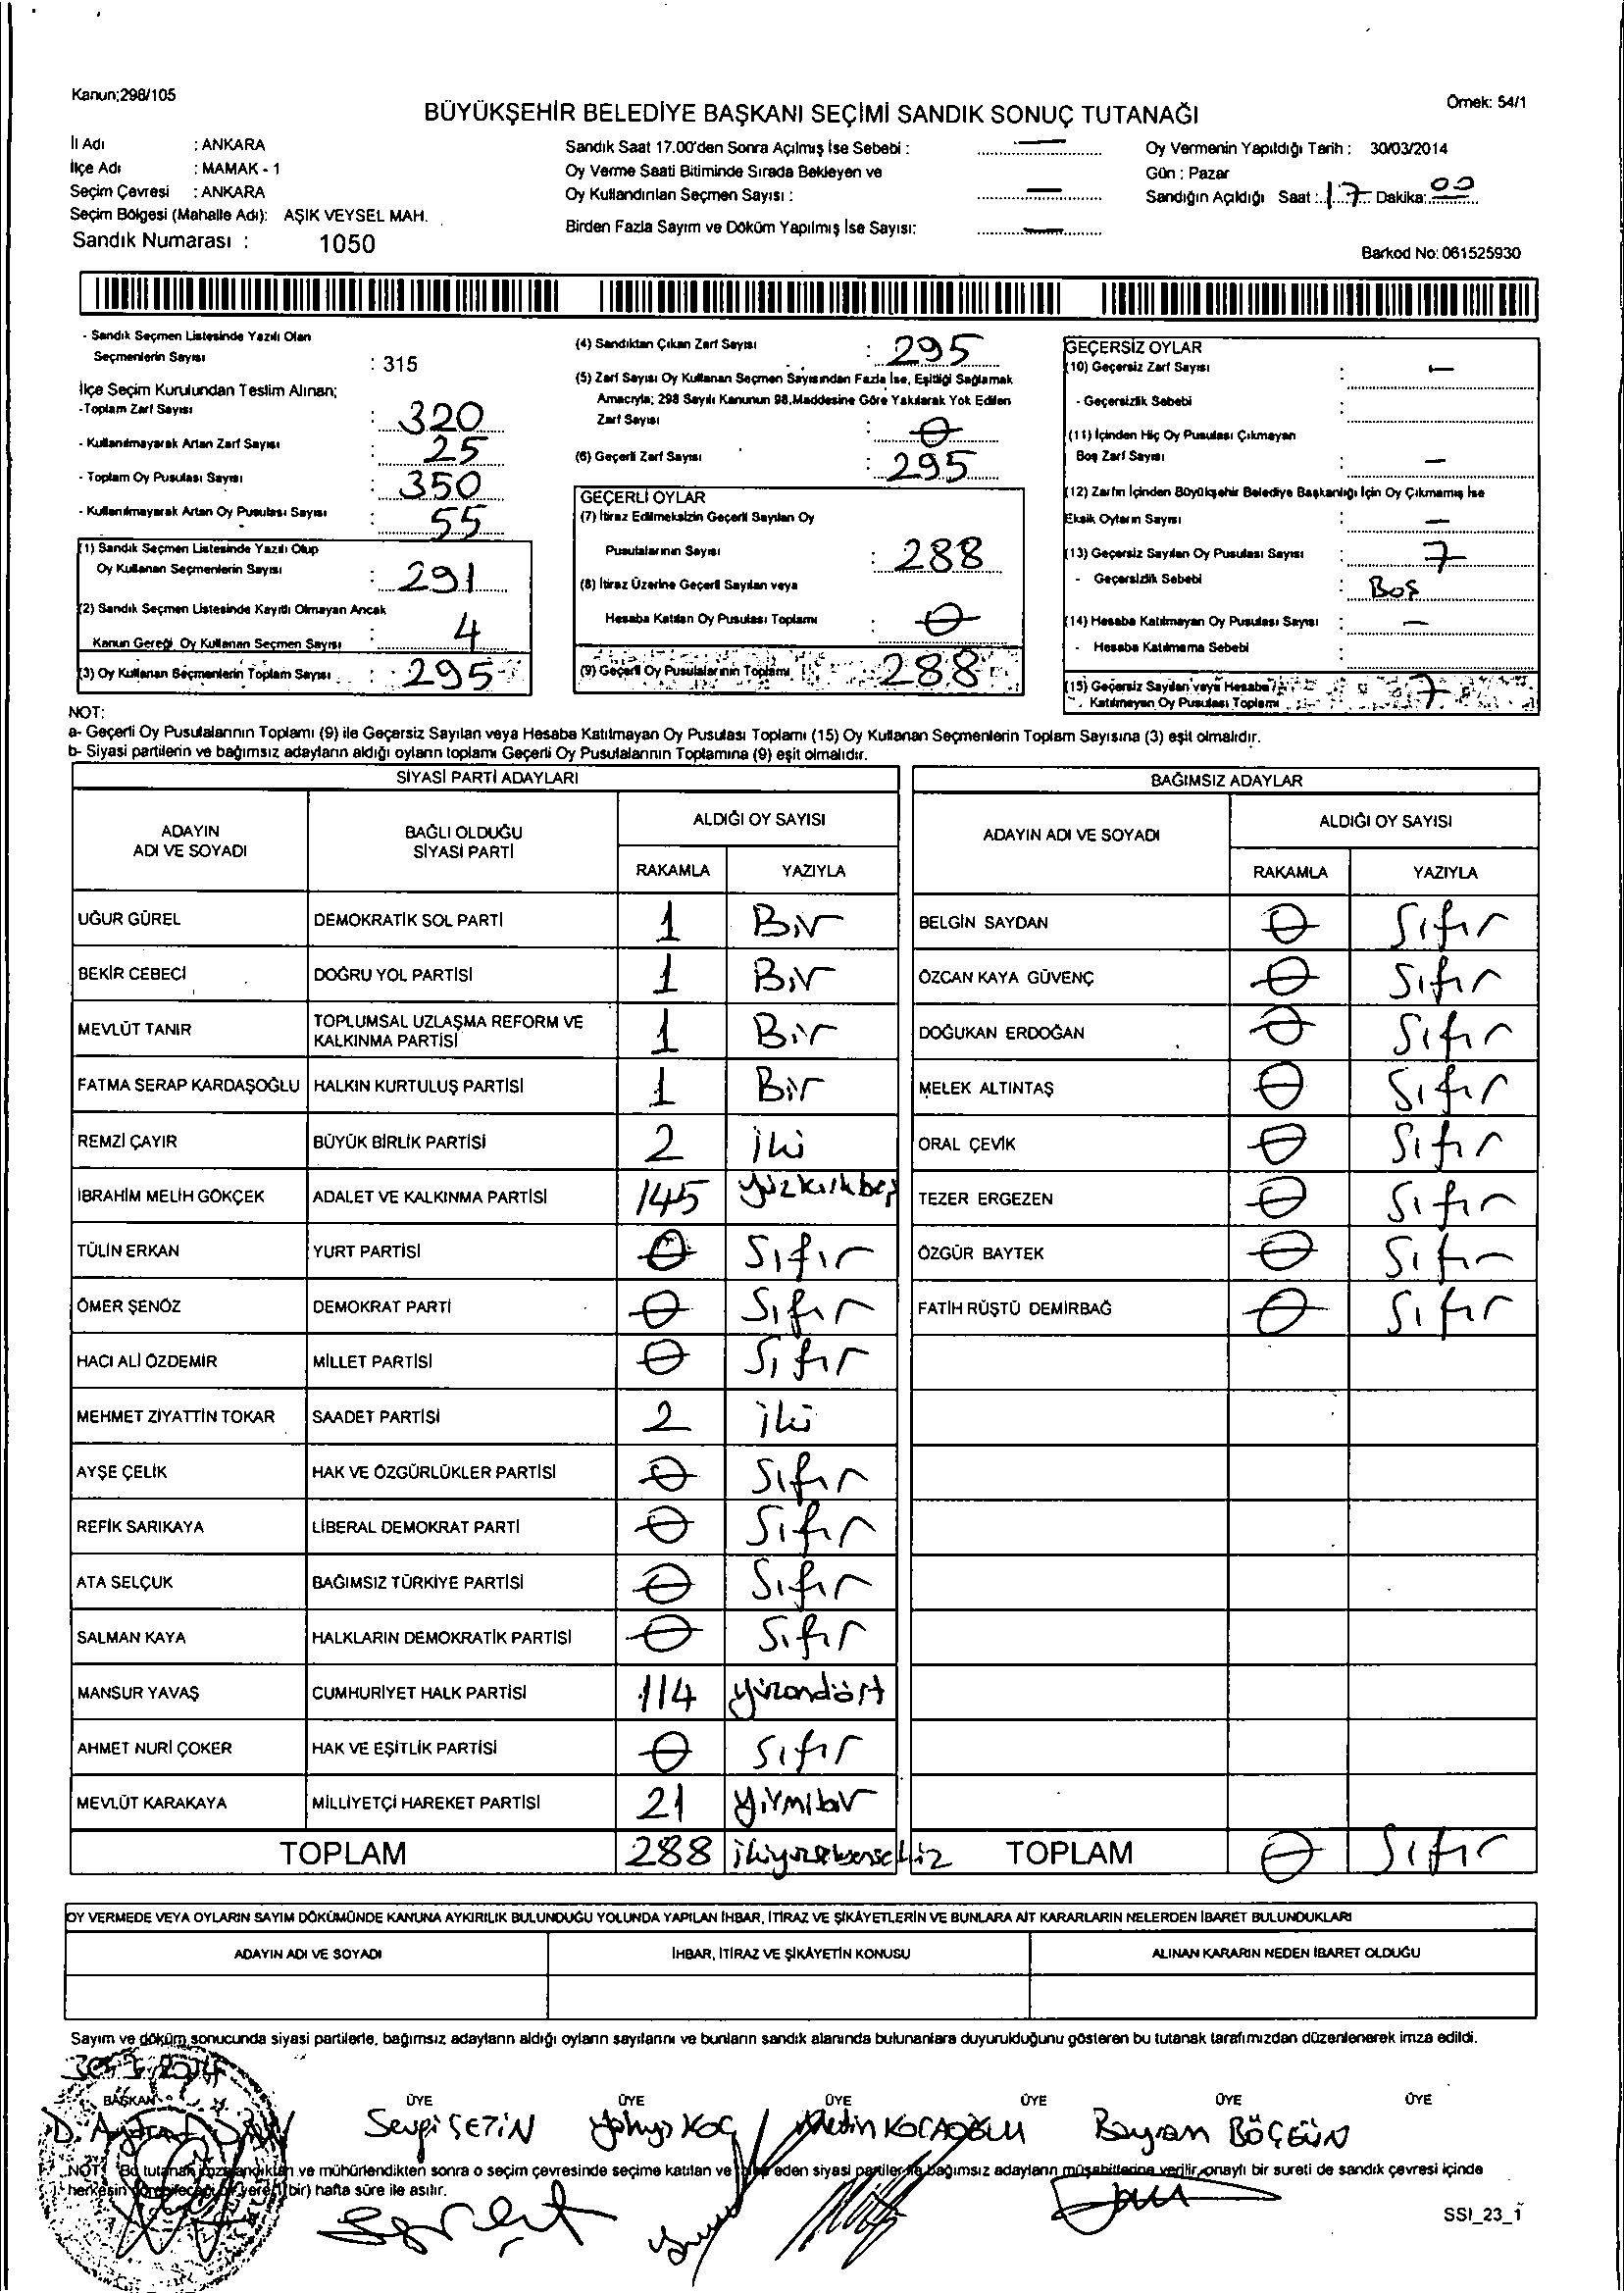 Kanun;298/105
Örnek: 54/1
BÜYÜKŞEHİR BELEDİYE BAŞKANI SEÇİMİ SANDIK SONUÇ TUTANAĞI
İl Adı : ANKARA
İlçe Adı : MAMAK - 1
Seçim Çevresi : ANKARA
Seçim Bölgesi (Mahalle Adı): AŞIK VEYSEL MAH.
Sandık Numarası : 1050
Sandık Saat 17.00'den Sonra Açılmış İse Sebebi : —
Oy Verme Saati Bitiminde Sırada Bekleyen ve
Oy Kullandırılan Seçmen Sayısı : —
Birden Fazla Sayım ve Döküm Yapılmış İse Sayısı: —
Oy Vermenin Yapıldığı Tarih : 30/03/2014
Gün : Pazar
Sandığın Açıldığı Saat : 17 Dakika: 00
Barkod No: 061525930
- Sandık Seçmen Listesinde Yazılı Olan
Seçmenlerin Sayısı : 315
İlçe Seçim Kurulundan Teslim Alınan;
-Toplam Zarf Sayısı : 320
- Kullanılmayarak Artan Zarf Sayısı : 25
- Toplam Oy Pusulası Sayısı : 350
- Kullanılmayarak Artan Oy Pusulası Sayısı : 55
(1) Sandık Seçmen Listesinde Yazılı Olup
Oy Kullanan Seçmenlerin Sayısı : 291
(2) Sandık Seçmen Listesinde Kayıtlı Olmayan Ancak
Kanun Gereği Oy Kullanan Seçmen Sayısı : 4
(3) Oy Kullanan Seçmenlerin Toplam Sayısı : 295
(4) Sandıktan Çıkan Zarf Sayısı : 295
(5) Zarf Sayısı Oy Kullanan Seçmen Sayısından Fazla İse, Eşitliği Sağlamak
Amacıyla; 298 Sayılı Kanunun 98.Maddesine Göre Yakılarak Yok Edilen
Zarf Sayısı : 0
(6) Geçerli Zarf Sayısı : 295
GEÇERLİ OYLAR
(7) İtiraz Edilmeksizin Geçerli Sayılan Oy
Pusulalarının Sayısı : 288
(8) İtiraz Üzerine Geçerli Sayılan veya
Hesaba Katılan Oy Pusulası Toplamı : 0
(9) Geçerli Oy Pusulalarının Toplamı : 288
GEÇERSİZ OYLAR
(10) Geçersiz Zarf Sayısı : —
- Geçersizlik Sebebi :
(11) İçinden Hiç Oy Pusulası Çıkmayan
Boş Zarf Sayısı : —
(12) Zarfın İçinden Büyükşehir Belediye Başkanlığı İçin Oy Çıkmamış İse
Eksik Oyların Sayısı : —
(13) Geçersiz Sayılan Oy Pusulası Sayısı : 7
- Geçersizlik Sebebi : Boş
(14) Hesaba Katılmayan Oy Pusulası Sayısı : —
- Hesaba Katılmama Sebebi :
(15) Geçersiz Sayılan veya Hesaba
Katılmayan Oy Pusulası Toplamı : 7
NOT:
a- Geçerli Oy Pusulalarının Toplamı (9) ile Geçersiz Sayılan veya Hesaba Katılmayan Oy Pusulası Toplamı (15) Oy Kullanan Seçmenlerin Toplam Sayısına (3) eşit olmalıdır.
b- Siyasi partilerin ve bağımsız adayların aldığı oyların toplamı Geçerli Oy Pusulalarının Toplamına (9) eşit olmalıdır.
SİYASİ PARTİ ADAYLARI
ADAYIN ADI VE SOYADI BAĞLI OLDUĞU SİYASİ PARTİ ALDIĞI OY SAYISI
RAKAMLA YAZIYLA
UĞUR GÜREL DEMOKRATİK SOL PARTİ 1 Bir
BEKİR CEBECİ DOĞRU YOL PARTİSİ 1 Bir
MEVLÜT TANIR TOPLUMSAL UZLAŞMA REFORM VE KALKINMA PARTİSİ 1 Bir
FATMA SERAP KARDAŞOĞLU HALKIN KURTULUŞ PARTİSİ 1 Bir
REMZİ ÇAYIR BÜYÜK BİRLİK PARTİSİ 2 iki
İBRAHİM MELİH GÖKÇEK ADALET VE KALKINMA PARTİSİ 145 yüzkırkbeş
TÜLİN ERKAN YURT PARTİSİ 0 Sıfır
ÖMER ŞENÖZ DEMOKRAT PARTİ 0 Sıfır
HACI ALİ ÖZDEMİR MİLLET PARTİSİ 0 Sıfır
MEHMET ZİYATTİN TOKAR SAADET PARTİSİ 2 iki
AYŞE ÇELİK HAK VE ÖZGÜRLÜKLER PARTİSİ 0 Sıfır
REFİK SARIKAYA LİBERAL DEMOKRAT PARTİ 0 Sıfır
ATA SELÇUK BAĞIMSIZ TÜRKİYE PARTİSİ 0 Sıfır
SALMAN KAYA HALKLARIN DEMOKRATİK PARTİSİ 0 Sıfır
MANSUR YAVAŞ CUMHURİYET HALK PARTİSİ 114 yüzondört
AHMET NURİ ÇOKER HAK VE EŞİTLİK PARTİSİ 0 Sıfır
MEVLÜT KARAKAYA MİLLİYETÇİ HAREKET PARTİSİ 21 Yirmibir
TOPLAM 288 ikiyüzseksensekiz
BAĞIMSIZ ADAYLAR
ADAYIN ADI VE SOYADI ALDIĞI OY SAYISI
RAKAMLA YAZIYLA
BELGİN SAYDAN 0 Sıfır
ÖZCAN KAYA GÜVENÇ 0 Sıfır
DOĞUKAN ERDOĞAN 0 Sıfır
MELEK ALTINTAŞ 0 Sıfır
ORAL ÇEVİK 0 Sıfır
TEZER ERGEZEN 0 Sıfır
ÖZGÜR BAYTEK 0 Sıfır
FATİH RÜŞTÜ DEMİRBAĞ 0 Sıfır
TOPLAM 0 Sıfır
OY VERMEDE VEYA OYLARIN SAYIM DÖKÜMÜNDE KANUNA AYKIRILIK BULUNDUĞU YOLUNDA YAPILAN İHBAR, İTİRAZ VE ŞİKÂYETLERİN VE BUNLARA AİT KARARLARIN NELERDEN İBARET BULUNDUKLARI
ADAYIN ADI VE SOYADI İHBAR, İTİRAZ VE ŞİKÂYETİN KONUSU ALINAN KARARIN NEDEN İBARET OLDUĞU
Sayım ve döküm sonucunda siyasi partilerle, bağımsız adayların aldığı oyların sayılarını ve bunların sandık alanında bulunanlara duyurulduğunu gösteren bu tutanak tarafımızdan düzenlenerek imza edildi.
BAŞKAN ÜYE ÜYE ÜYE ÜYE ÜYE ÜYE
Sevgi ÇETİN Yahya KOÇ Metin KOCAOĞLU Bayram BÖÇGÜN
NOT: Bu tutanak imzalandıktan ve mühürlendikten sonra o seçim çevresinde seçime katılan ve eden siyasi partiler ile bağımsız adayların müşahitlerine verilir, onaylı bir sureti de sandık çevresi içinde
herkesin görebileceği bir yere (bir) hafta süre ile asılır.
SSI_23_1